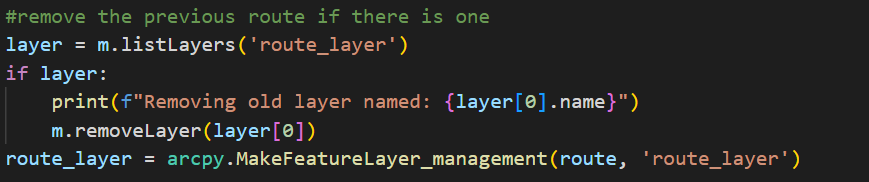 #remove the previous route if there is one
layer = m.listLayers('route_layer')
if layer:
    print(f"Removing old layer named: {layer[0].name}")
    m.removeLayer(layer[0])
route_layer = arcpy.MakeFeatureLayer_management(route, 'route_layer')